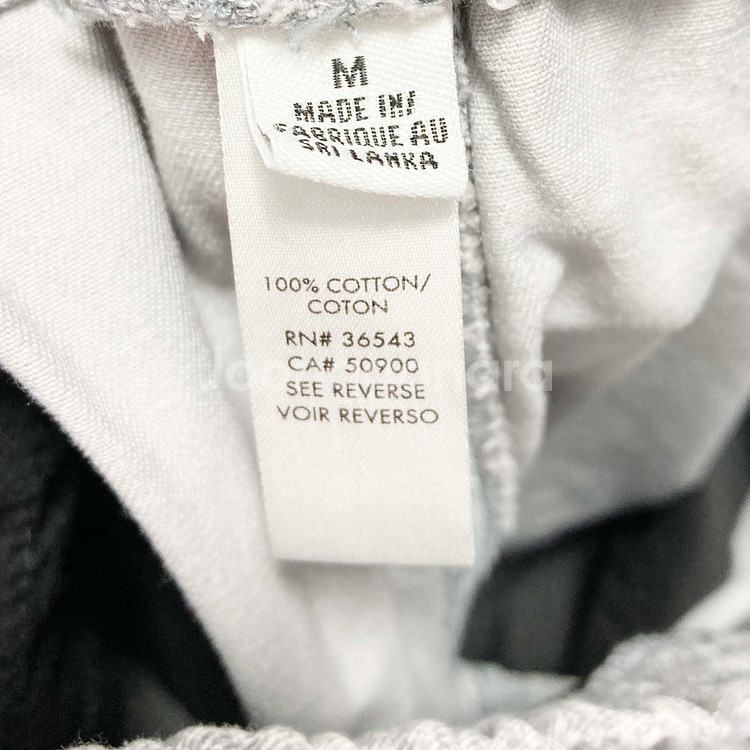 M
MADE IN/
FABRIQUE AU
SRI LANKA
100% COTTON/
COTON
RN# 36543
CA# 50900
SEE REVERSE
VOIR REVERSO